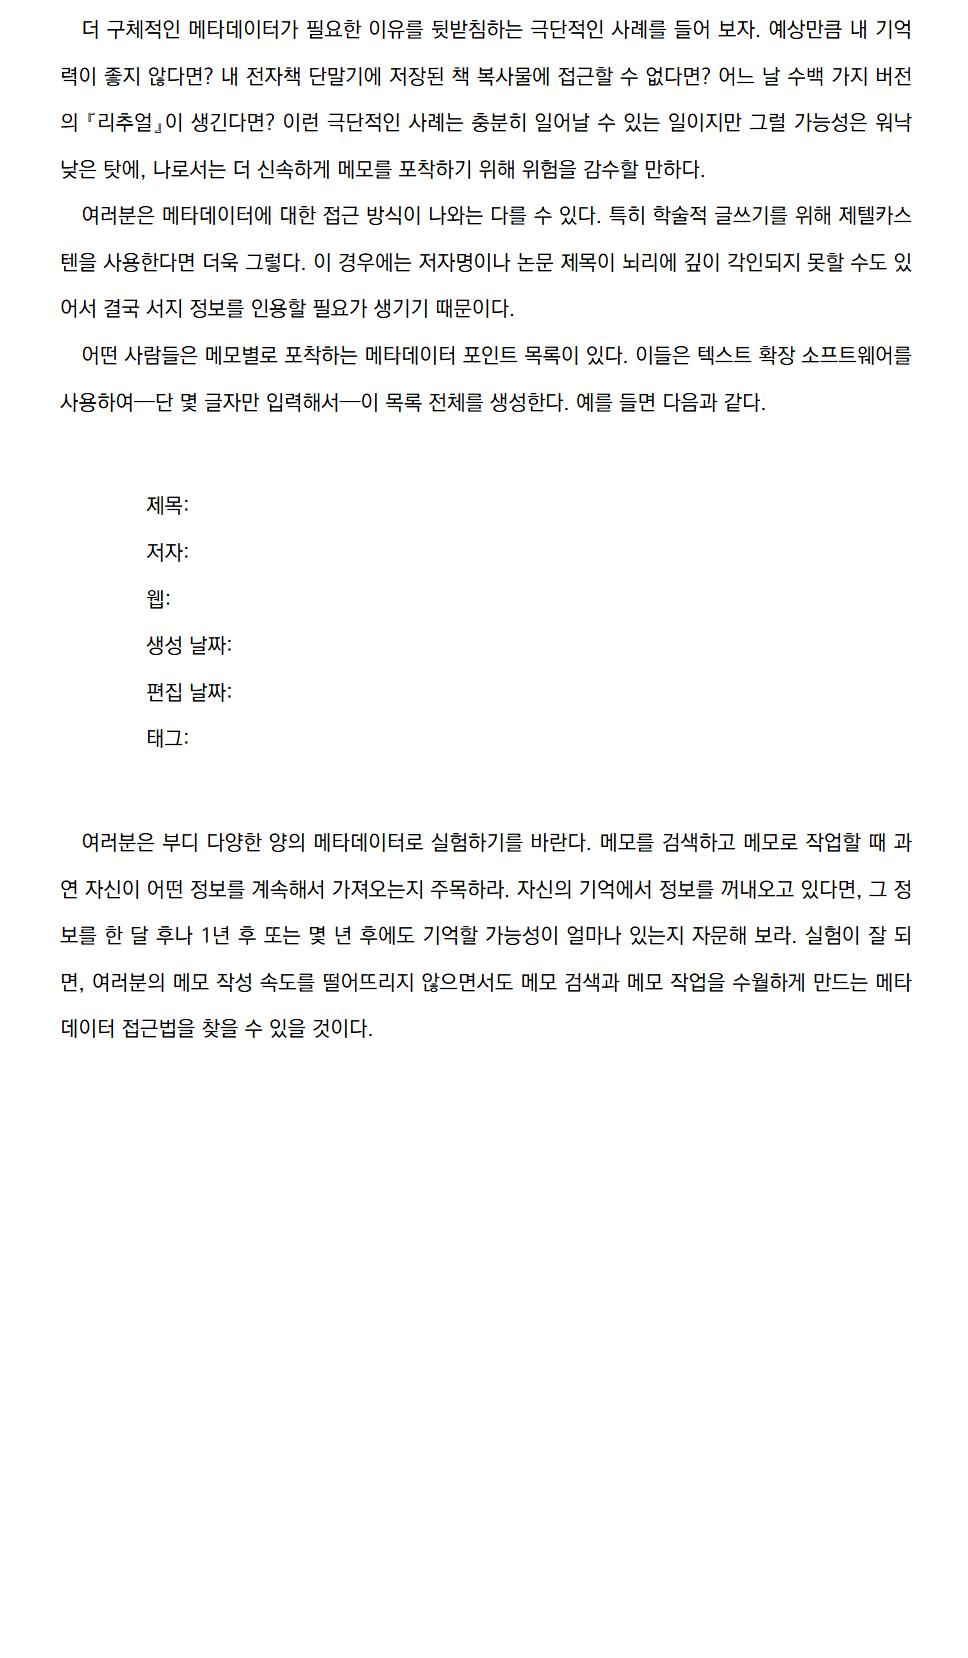 더 구체적인 메타데이터가 필요한 이유를 뒷받침하는 극단적인 사례를 들어 보자. 예상만큼 내 기억
력이 좋지 않다면? 내 전자책 단말기에 저장된 책 복사물에 접근할 수 없다면? 어느 날 수백 가지 버전
의 『리추얼』이 생긴다면? 이런 극단적인 사례는 충분히 일어날 수 있는 일이지만 그럴 가능성은 워낙
낮은 탓에, 나로서는 더 신속하게 메모를 포착하기 위해 위험을 감수할 만하다.
여러분은 메타데이터에 대한 접근 방식이 나와는 다를 수 있다. 특히 학술적 글쓰기를 위해 제텔카스
텐을 사용한다면 더욱 그렇다. 이 경우에는 저자명이나 논문 제목이 뇌리에 깊이 각인되지 못할 수도 있
어서 결국 서지 정보를 인용할 필요가 생기기 때문이다.
어떤 사람들은 메모별로 포착하는 메타데이터 포인트 목록이 있다. 이들은 텍스트 확장 소프트웨어를
사용하여—단 몇 글자만 입력해서—이 목록 전체를 생성한다. 예를 들면 다음과 같다.
제목:
저자:
웹:
생성 날짜:
편집 날짜:
태그:
여러분은 부디 다양한 양의 메타데이터로 실험하기를 바란다. 메모를 검색하고 메모로 작업할 때 과
연 자신이 어떤 정보를 계속해서 가져오는지 주목하라. 자신의 기억에서 정보를 꺼내오고 있다면, 그 정
보를 한 달 후나 1년 후 또는 몇 년 후에도 기억할 가능성이 얼마나 있는지 자문해 보라. 실험이 잘 되
면, 여러분의 메모 작성 속도를 떨어뜨리지 않으면서도 메모 검색과 메모 작업을 수월하게 만드는 메타
데이터 접근법을 찾을 수 있을 것이다.